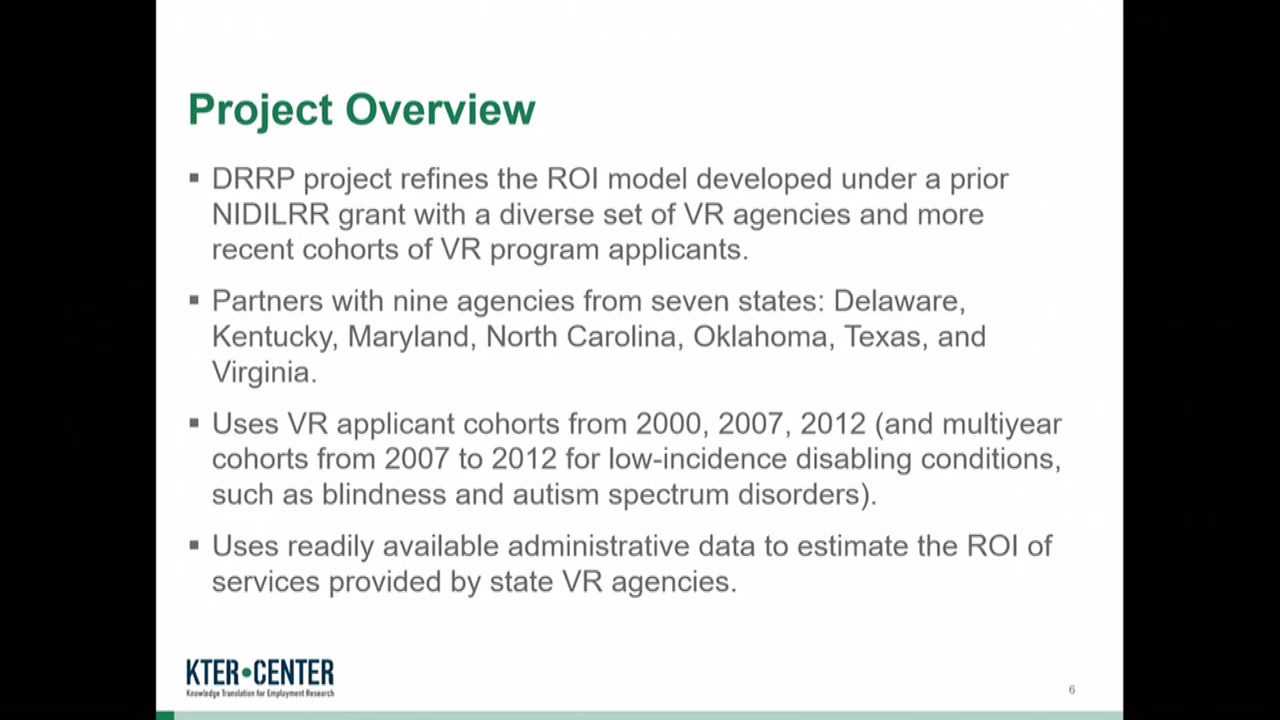 Project Overview
▪ DRRP project refines the ROI model developed under a prior
NIDILRR grant with a diverse set of VR agencies and more
recent cohorts of VR program applicants.
▪ Partners with nine agencies from seven states: Delaware,
Kentucky, Maryland, North Carolina, Oklahoma, Texas, and
Virginia.
▪ Uses VR applicant cohorts from 2000, 2007, 2012 (and multiyear
cohorts from 2007 to 2012 for low-incidence disabling conditions,
such as blindness and autism spectrum disorders).
▪ Uses readily available administrative data to estimate the ROI of
services provided by state VR agencies.
KTER•CENTER
Knowledge Translation for Employment Research
6